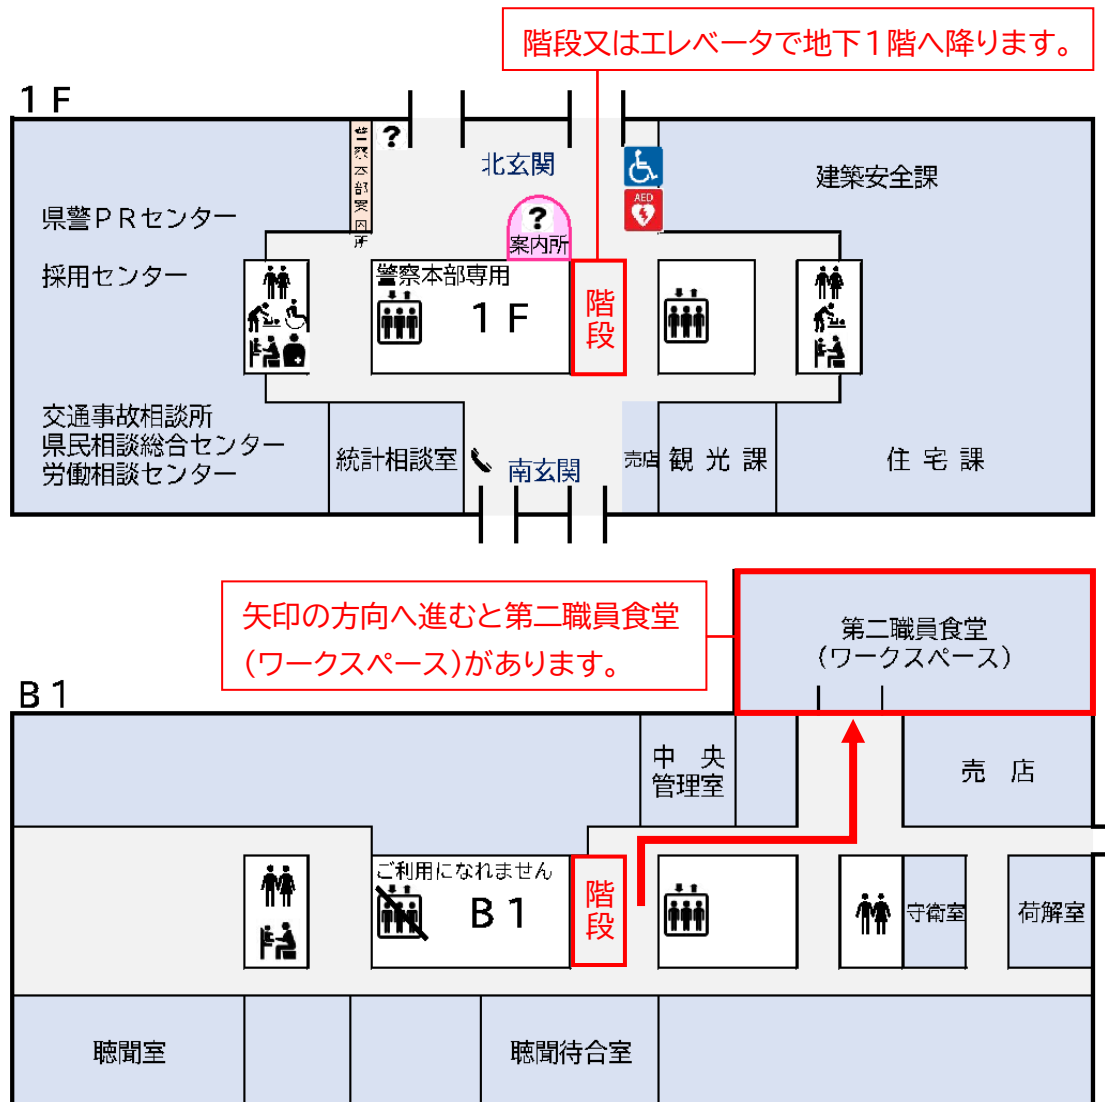 階段又はエレベータで地下１階へ降ります。
１Ｆ
警察本部案内所
?
北玄関
AED
建築安全課
県警ＰＲセンター
?
案内所
採用センター
警察本部専用
１Ｆ
階段
交通事故相談所
県民相談総合センター
労働相談センター
統計相談室
南玄関
売店
観光課
住宅課
矢印の方向へ進むと第二職員食堂
（ワークスペース）があります。
第二職員食堂
（ワークスペース）
Ｂ１
中央
管理室
売店
ご利用になれません
Ｂ１
階段
守衛室
荷解室
聴聞室
聴聞待合室